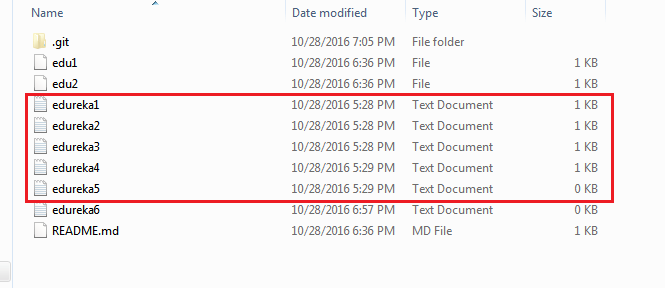 Name Date modified Type Size
.git 10/28/2016 7:05 PM File folder
edu1 10/28/2016 6:36 PM File 1 KB
edu2 10/28/2016 6:36 PM File 1 KB
edureka1 10/28/2016 5:28 PM Text Document 1 KB
edureka2 10/28/2016 5:28 PM Text Document 1 KB
edureka3 10/28/2016 5:28 PM Text Document 1 KB
edureka4 10/28/2016 5:29 PM Text Document 1 KB
edureka5 10/28/2016 5:29 PM Text Document 0 KB
edureka6 10/28/2016 6:57 PM Text Document 0 KB
README.md 10/28/2016 6:36 PM MD File 1 KB